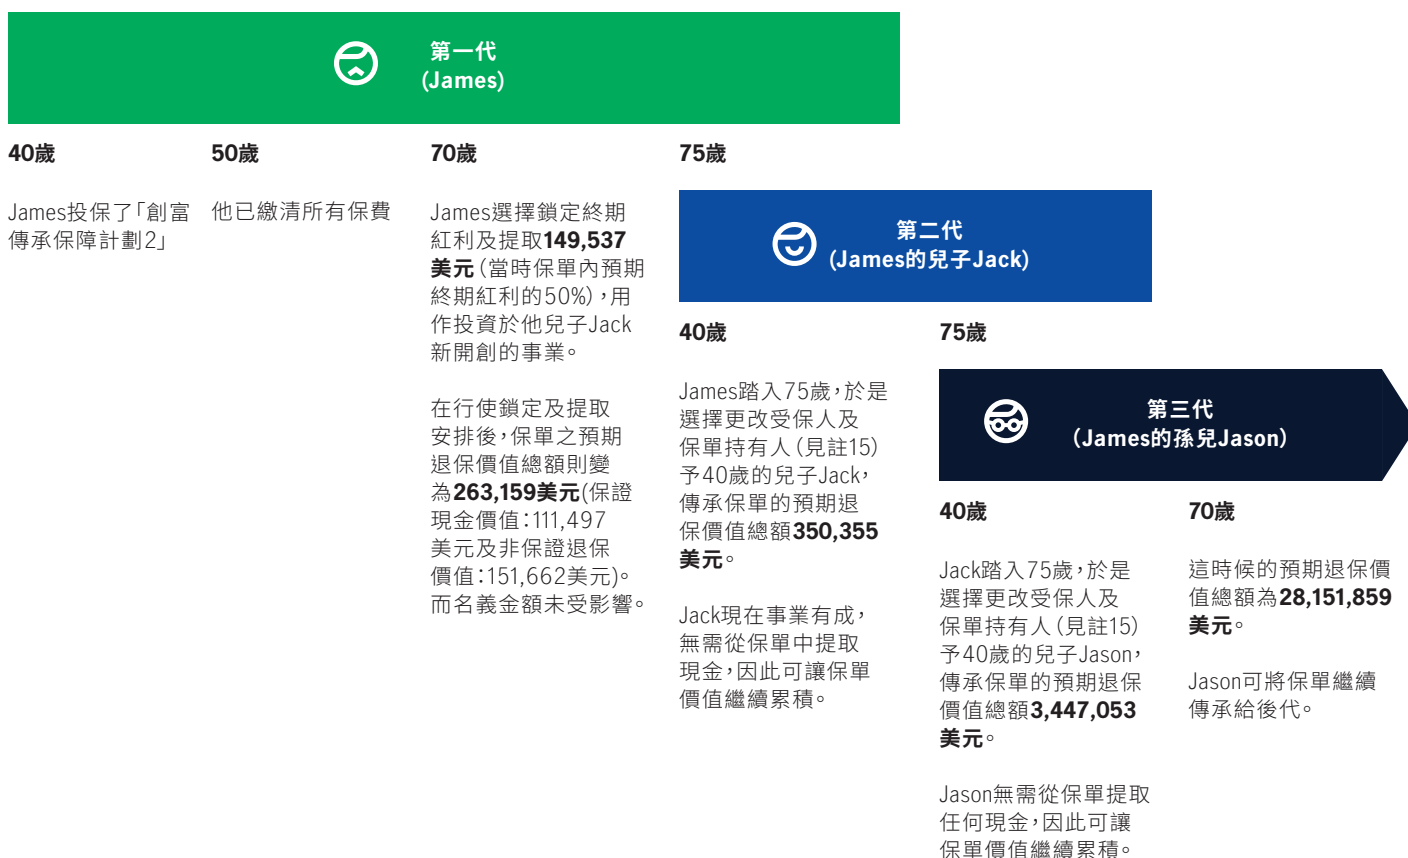 第一代
(James)
40歲
James投保了「創富
傳承保障計劃2」
50歲
他已繳清所有保費
70歲
James選擇鎖定終期
紅利及提取149,537
美元(當時保單內預期
終期紅利的50%),用
作投資於他兒子Jack
新開創的事業。
在行使鎖定及提取
安排後,保單之預期
退保價值總額則變
為263,159美元(保證
現金價值:111,497
美元及非保證退保
價值:151,662美元)。
而名義金額未受影響。
75歲
第二代
(James的兒子Jack)
40歲
James踏入75歲,於是
選擇更改受保人及
保單持有人(見註15)
予40歲的兒子Jack,
傳承保單的預期退
保價值總額350,355
美元。
Jack現在事業有成,
無需從保單中提取
現金,因此可讓保單
價值繼續累積。
75歲
第三代
(James的孫兒Jason)
40歲
Jack踏入75歲,於是
選擇更改受保人及
保單持有人(見註15)
予40歲的兒子Jason,
傳承保單的預期退保
價值總額3,447,053
美元。
Jason無需從保單提取
任何現金,因此可讓
保單價值繼續累積。
70歲
這時候的預期退保價
值總額為28,151,859
美元。
Jason可將保單繼續
傳承給後代。